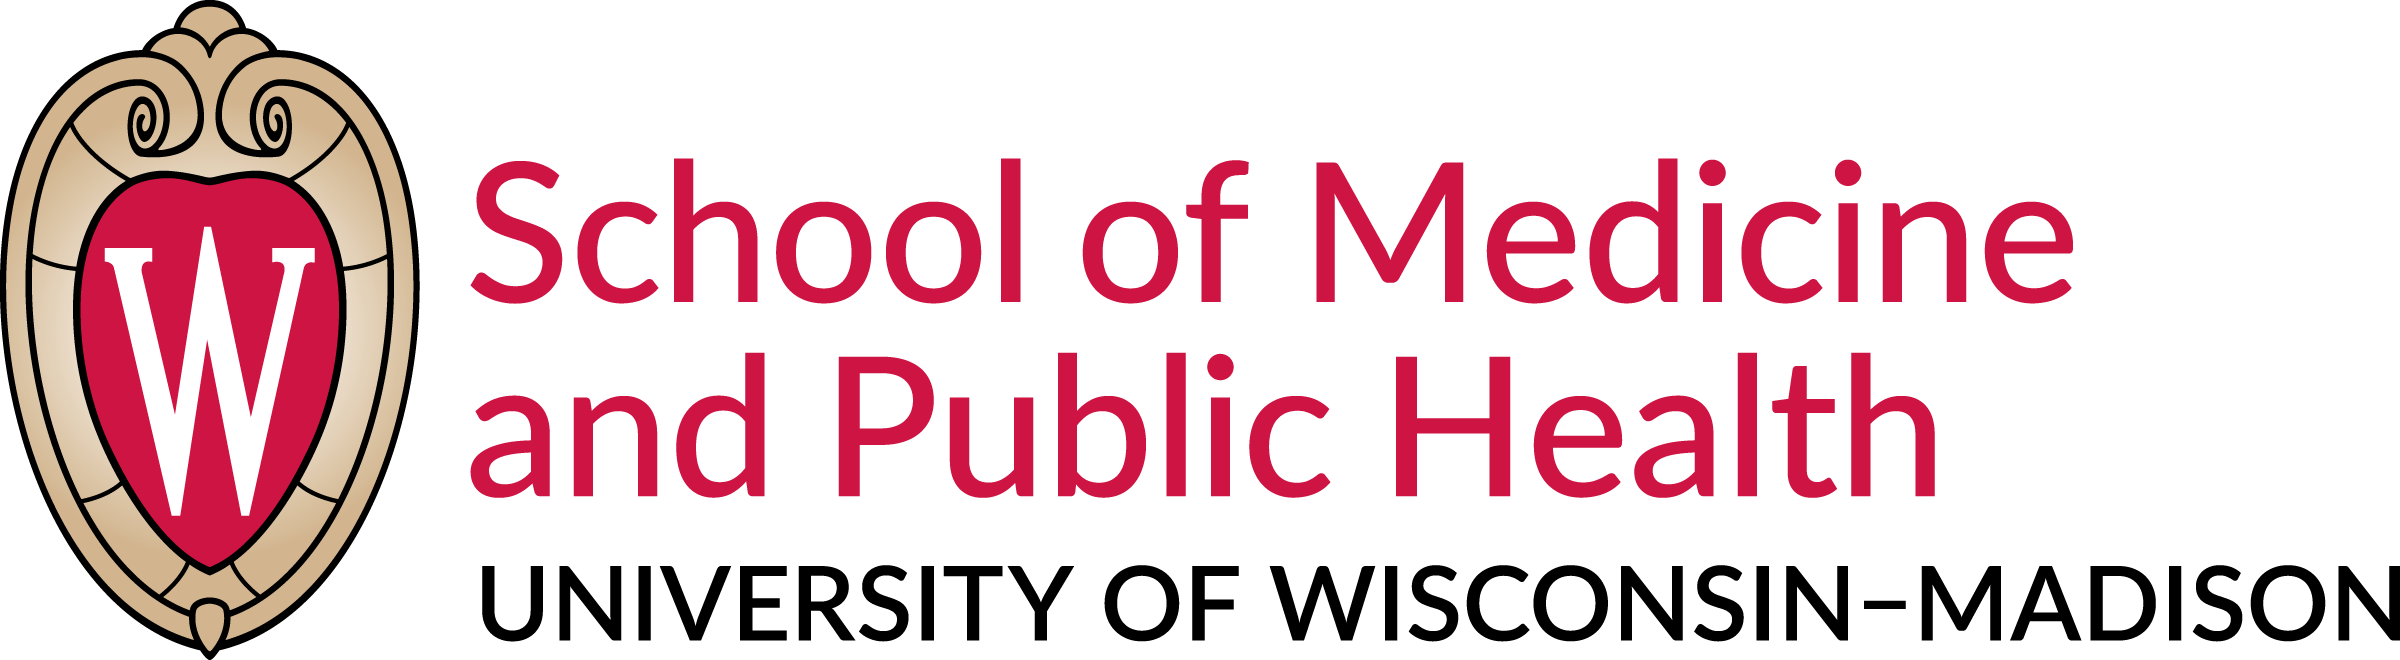 W
School of Medicine
and Public Health
UNIVERSITY OF WISCONSIN–MADISON